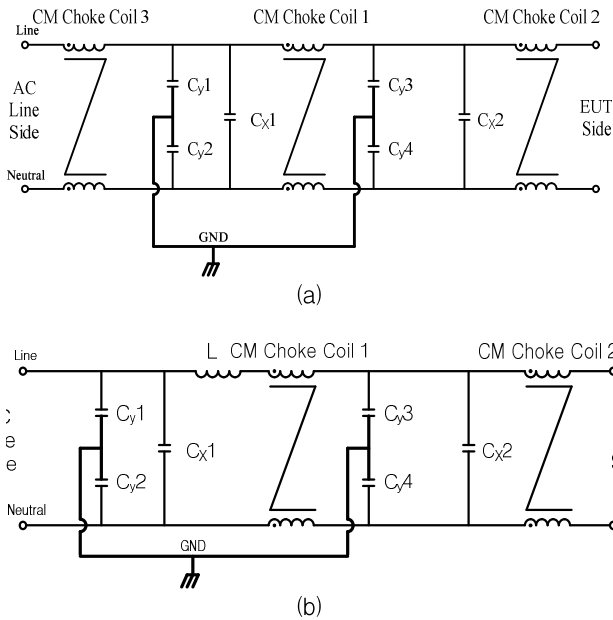 CM Choke Coil 3
CM Choke Coil 1
CM Choke Coil 2
Line
Cy1
Cy3
AC
Line
Side
CX1
CX2
EUT
Side
Cy2
Cy4
Neutral
GND
(a)
Line
L CM Choke Coil 1
CM Choke Coil 2
Cy1
Cy3
CX1
CX2
Cy2
Cy4
Neutral
GND
(b)